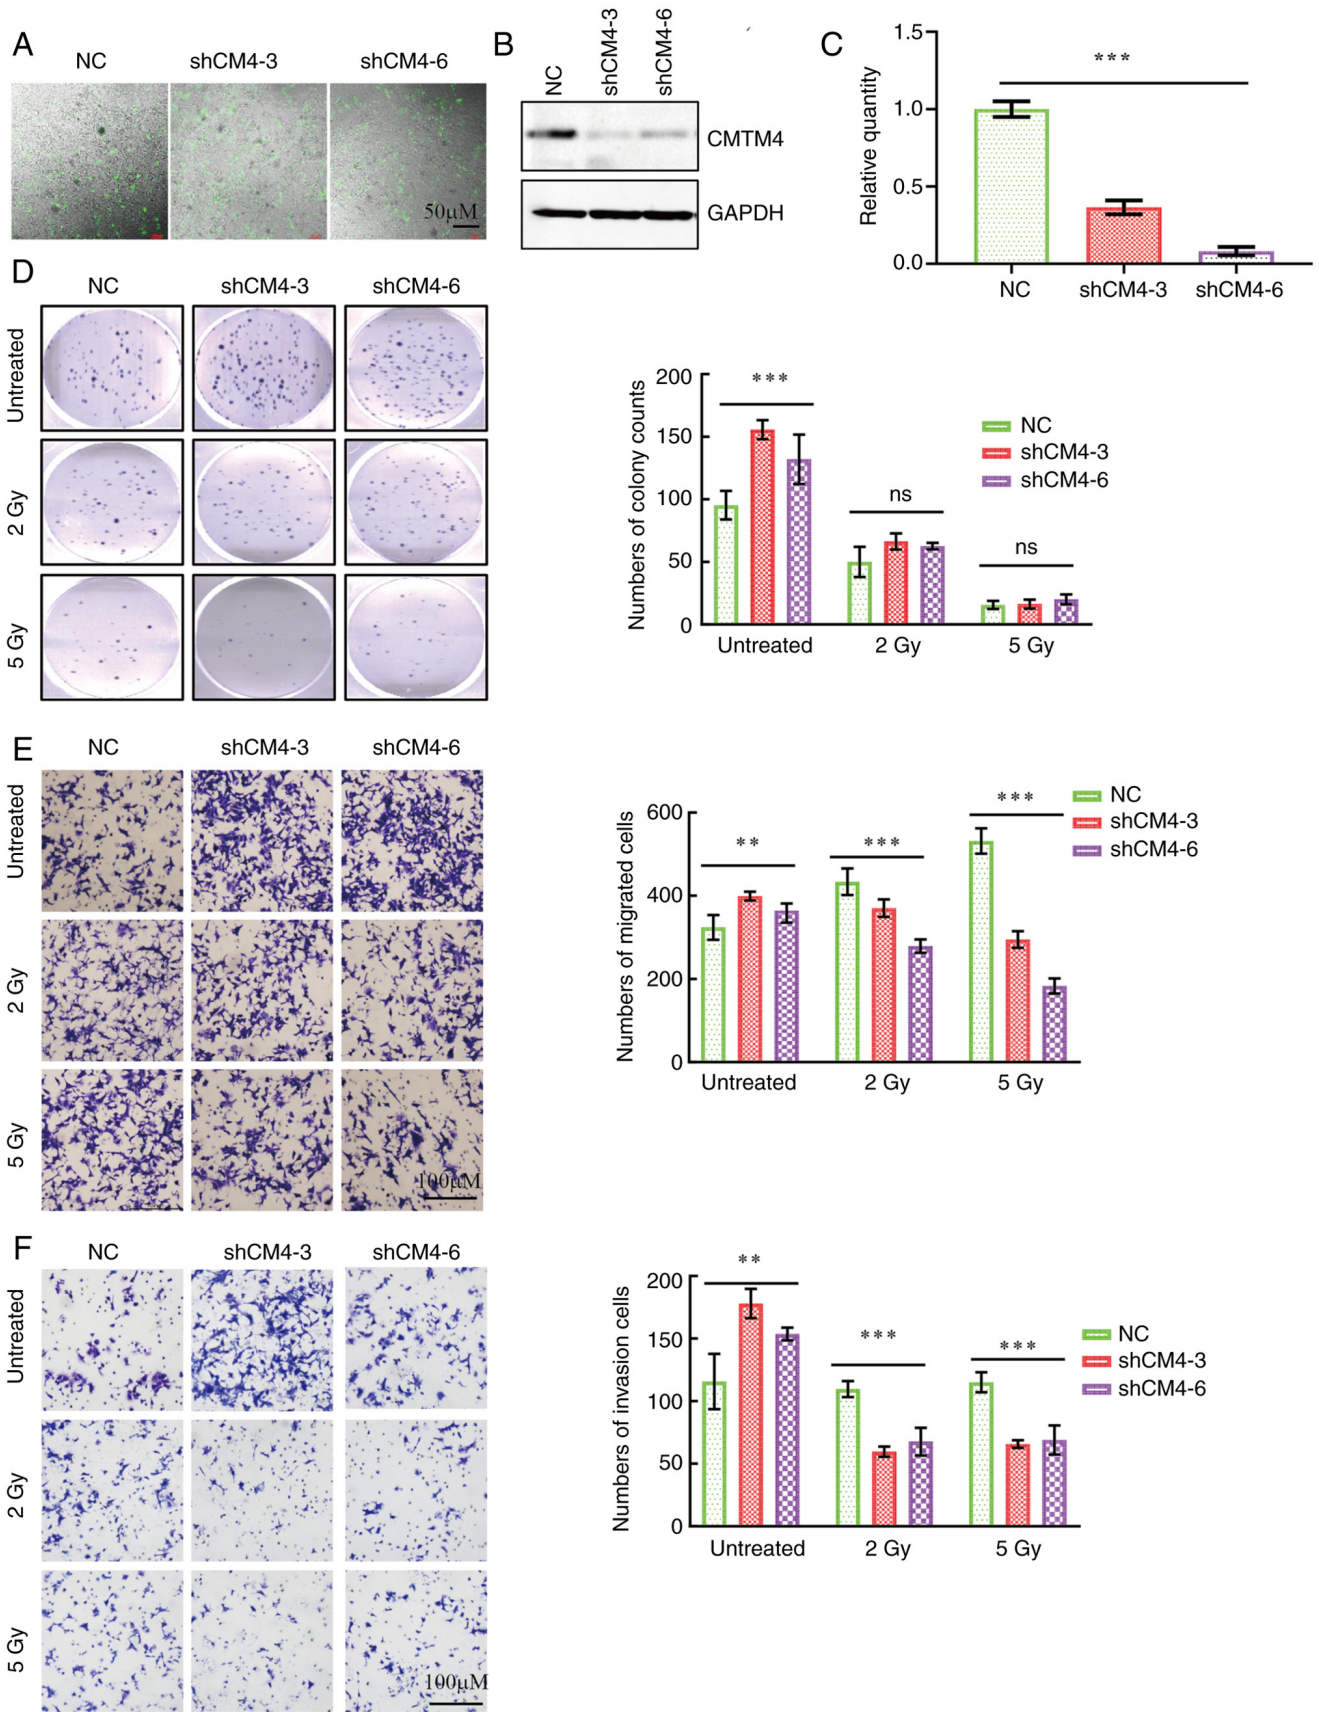 A
NC
shCM4-3
shCM4-6
50µM
B
NC
shCM4-3
shCM4-6
CMTM4
GAPDH
C
Relative quantity
1.5
1.0
0.5
0.0
***
NC
shCM4-3
shCM4-6
D
NC
shCM4-3
shCM4-6
Untreated
2 Gy
5 Gy
Numbers of colony counts
200
150
100
50
0
***
ns
ns
Untreated
2 Gy
5 Gy
NC
shCM4-3
shCM4-6
E
NC
shCM4-3
shCM4-6
Untreated
2 Gy
5 Gy
100µM
Numbers of migrated cells
600
400
200
0
**
***
***
Untreated
2 Gy
5 Gy
NC
shCM4-3
shCM4-6
F
NC
shCM4-3
shCM4-6
Untreated
2 Gy
5 Gy
100µM
Numbers of invasion cells
200
150
100
50
0
**
***
***
Untreated
2 Gy
5 Gy
NC
shCM4-3
shCM4-6